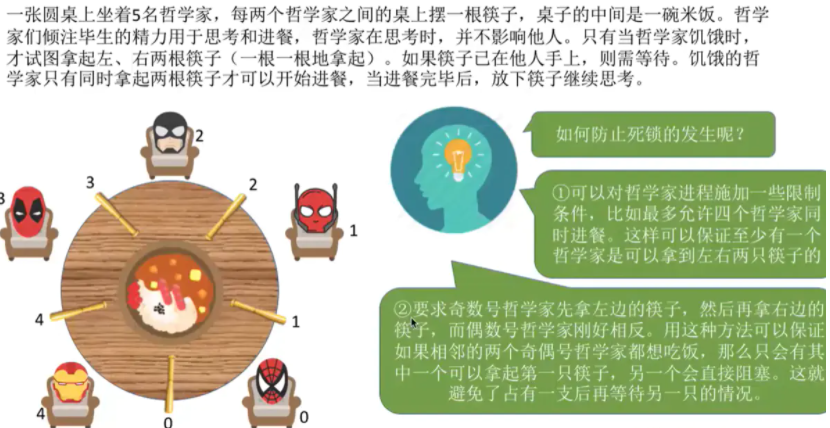 一张圆桌上坐着5名哲学家，每两个哲学家之间的桌上摆一根筷子，桌子的中间是一碗米饭。哲学
家们倾注毕生的精力用于思考和进餐，哲学家在思考时，并不影响他人。只有当哲学家饥饿时，
才试图拿起左、右两根筷子（一根一根地拿起）。如果筷子已在他人手上，则需等待。饥饿的哲
学家只有同时拿起两根筷子才可以开始进餐，当进餐完毕后，放下筷子继续思考。
如何防止死锁的发生呢？
①可以对哲学家进程施加一些限制
条件，比如最多允许四个哲学家同
时进餐。这样可以保证至少有一个
哲学家是可以拿到左右两只筷子的
②要求奇数号哲学家先拿左边的筷子，然后再拿右边的
筷子，而偶数号哲学家刚好相反。用这种方法可以保证
如果相邻的两个奇偶号哲学家都想吃饭，那么只会有其
中一个可以拿起第一只筷子，另一个会直接阻塞。这就
避免了占有一支后再等待另一只的情况。
2
3
2
3
1
4
1
4
0
0